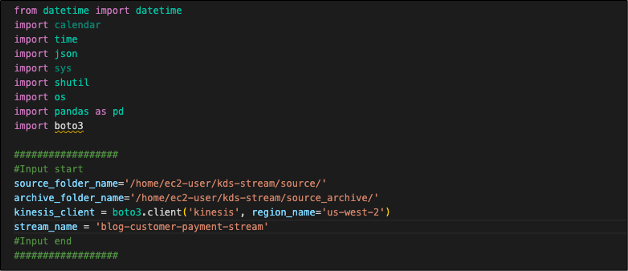 from datetime import datetime
import calendar
import time
import json
import sys
import shutil
import os
import pandas as pd
import boto3
##################
#Input start
source_folder_name='/home/ec2-user/kds-stream/source/'
archive_folder_name='/home/ec2-user/kds-stream/source_archive/'
kinesis_client = boto3.client('kinesis', region_name='us-west-2')
stream_name = 'blog-customer-payment-stream'
#Input end
##################